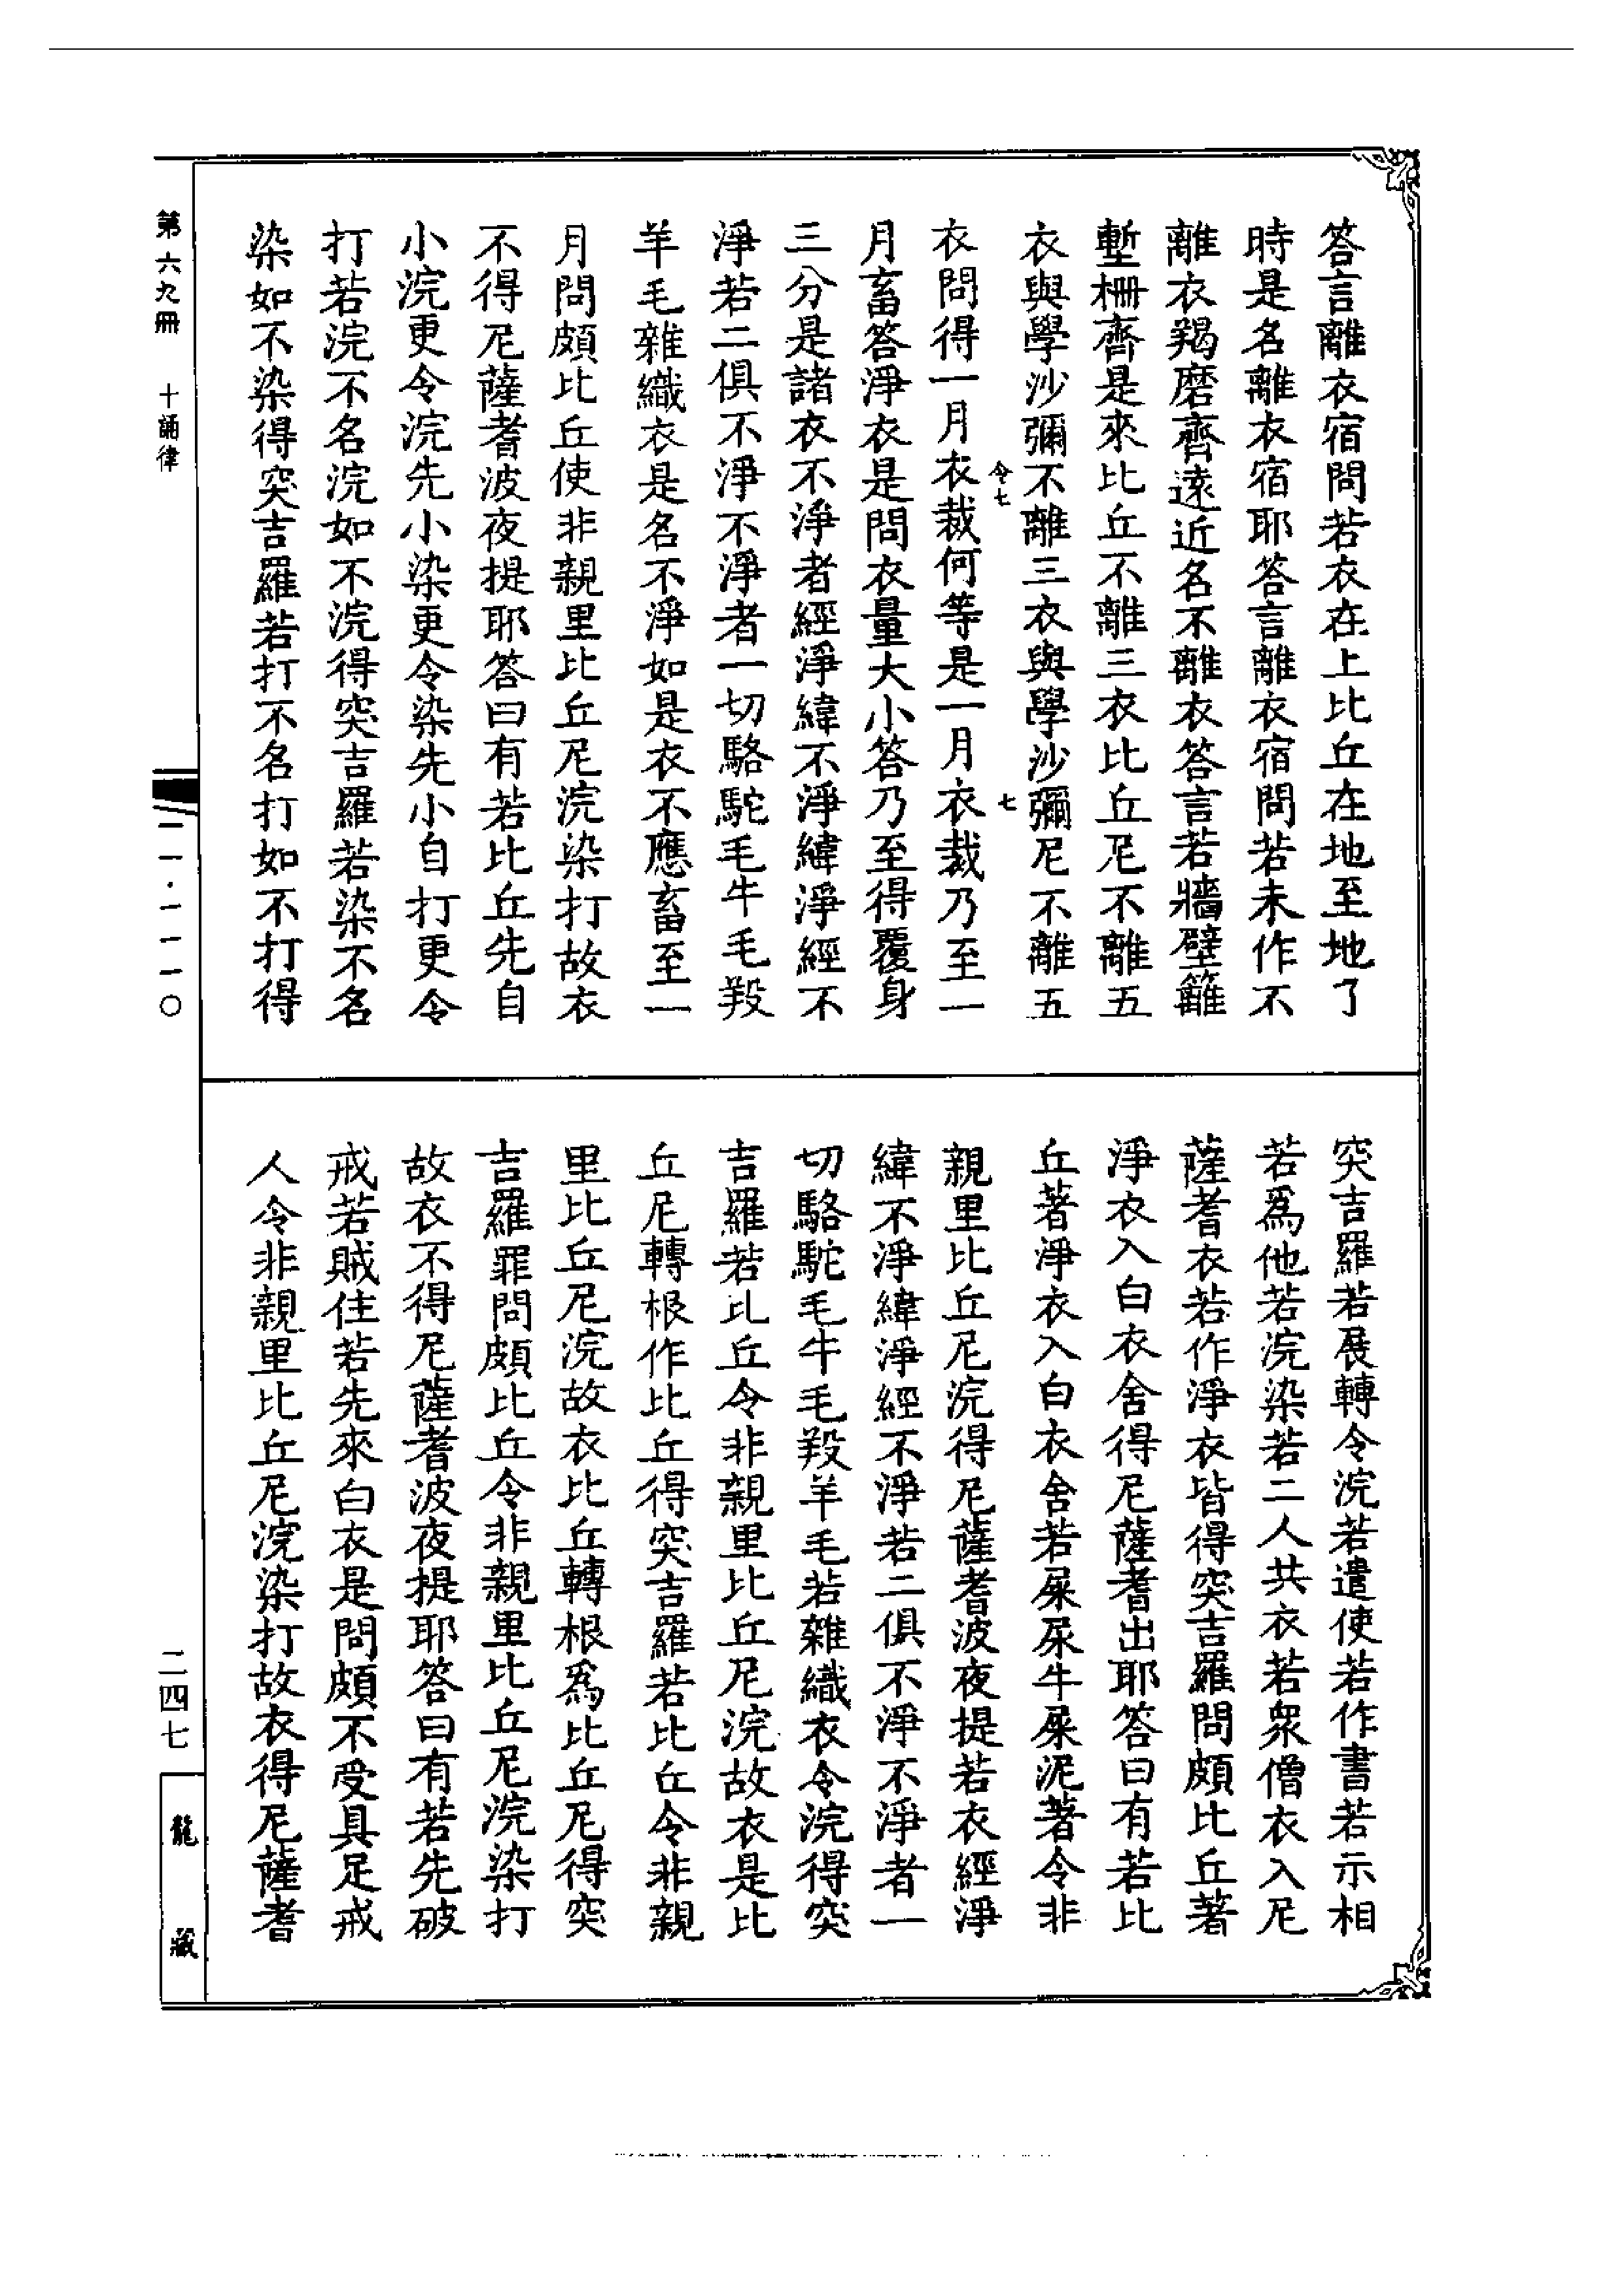 答言離衣宿問若衣在上比丘在地至地了
時是名離衣宿耶答言離衣宿問若未作不
離衣羯磨齊遠近名不離衣答言若牆壁籬
塹柵齊是來比丘不離三衣比丘尼不離五
衣與學沙彌不離三衣與學沙彌尼不離五
令七
七
衣問得一月衣裁何等是一月衣裁乃至一
月畜答淨衣是問衣量大小答乃至得覆身
三分是諸衣不淨者經淨緯不淨緯淨經不
淨若二俱不淨不淨者一切駱駝毛牛毛羖
羊毛雜織衣是名不淨如是衣不應畜至一
月問頗比丘使非親里比丘尼浣染打故衣
不得尼薩耆波夜提耶答曰有若比丘先自
小浣更令浣先小染更令染先小自打更令
打若浣不名浣如不浣得突吉羅若染不名
染如不染得突吉羅若打不名打如不打得
突吉羅若展轉令浣若遣使若作書若示相
若爲他若浣染若二人共衣若衆僧衣入尼
薩耆衣若作淨衣皆得突吉羅問頗比丘著
淨衣入白衣舍得尼薩耆出耶答曰有若比
丘著淨衣入白衣舍若屎尿牛屎泥著令非
親里比丘尼浣得尼薩耆波夜提若衣經淨
緯不淨緯淨經不淨若二俱不淨不淨者一
切駱駝毛牛毛羖羊毛若雜織衣令浣得突
吉羅若比丘令非親里比丘尼浣故衣是比
丘尼轉根作比丘得突吉羅若比丘令非親
里比丘尼浣故衣比丘轉根爲比丘尼得突
吉羅罪問頗比丘令非親里比丘尼浣染打
故衣不得尼薩耆波夜提耶答曰有若先破
戒若賊住若先來白衣是問頗不受具足戒
人令非親里比丘尼浣染打故衣得尼薩耆
第六九冊 十誦律
一一·一一一〇
二四七
龍藏